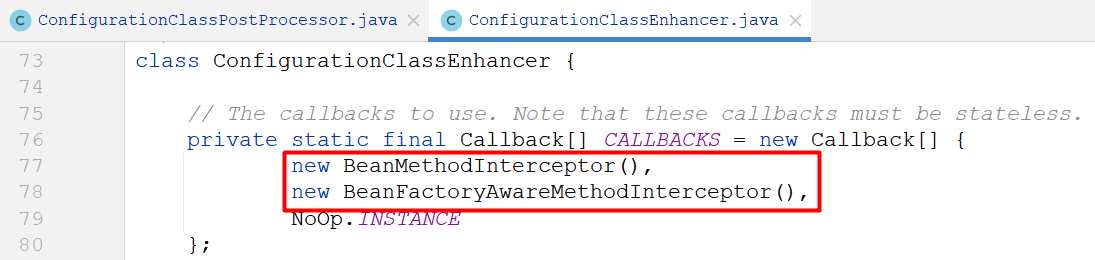 C ConfigurationClassPostProcessor.java × C ConfigurationClassEnhancer.java ×
73 class ConfigurationClassEnhancer {
74
75 // The callbacks to use. Note that these callbacks must be stateless.
76 private static final Callback[] CALLBACKS = new Callback[] {
77 new BeanMethodInterceptor(),
78 new BeanFactoryAwareMethodInterceptor(),
79 NoOp.INSTANCE
80 };